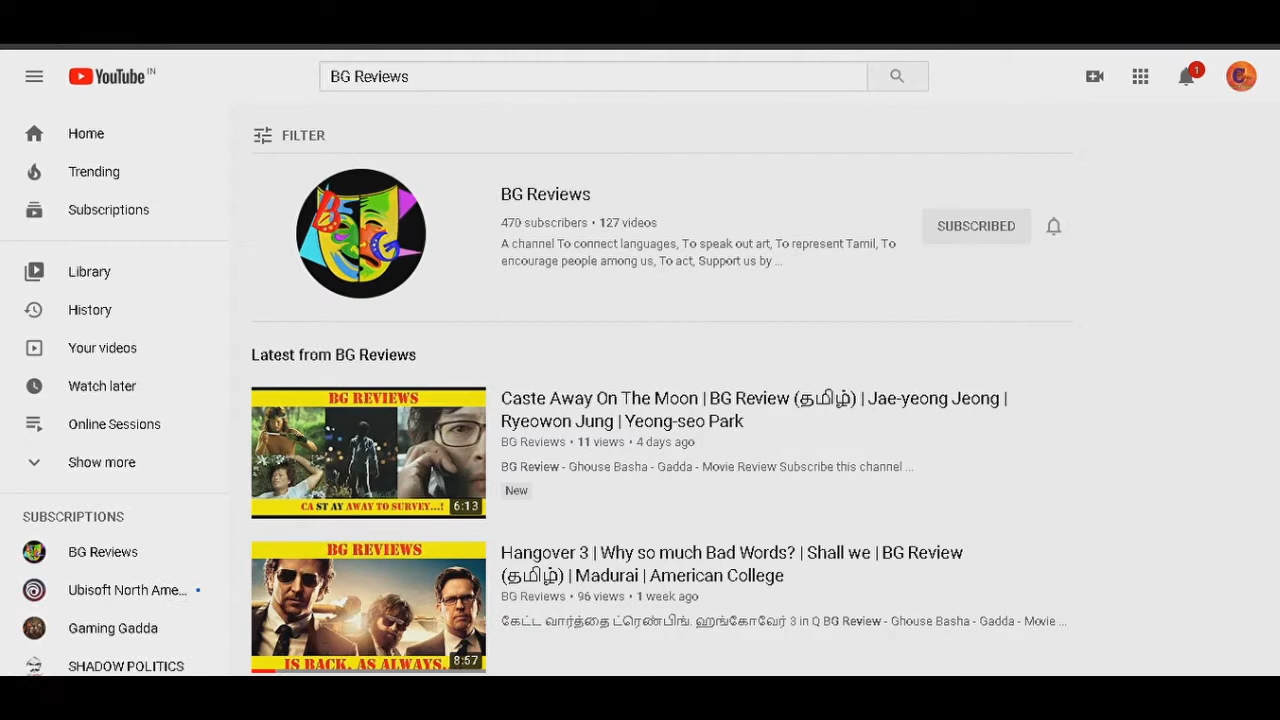 YouTube IN
BG Reviews
1
Home
Trending
Subscriptions
Library
History
Your videos
Watch later
Online Sessions
Show more
SUBSCRIPTIONS
BG Reviews
Ubisoft North Ame...
Gaming Gadda
SHADOW POLITICS
FILTER
BG
BG Reviews
470 subscribers • 127 videos
A channel To connect languages, To speak out art, To represent Tamil, To
encourage people among us, To act, Support us by ...
SUBSCRIBED
Latest from BG Reviews
BG REVIEWS
CA ST AY AWAY TO SURVEY...!
6:13
Caste Away On The Moon | BG Review (தமிழ்) | Jae-yeong Jeong |
Ryeowon Jung | Yeong-seo Park
BG Reviews • 11 views • 4 days ago
BG Review - Ghouse Basha - Gadda - Movie Review Subscribe this channel ...
New
BG REVIEWS
IS BACK, AS ALWAYS.
8:57
Hangover 3 | Why so much Bad Words? | Shall we | BG Review
(தமிழ்) | Madurai | American College
BG Reviews • 96 views • 1 week ago
கேட்ட வார்த்தை ட்ரெண்பிங். ஹங்கோவேர் 3 in Q BG Review - Ghouse Basha - Gadda - Movie ...